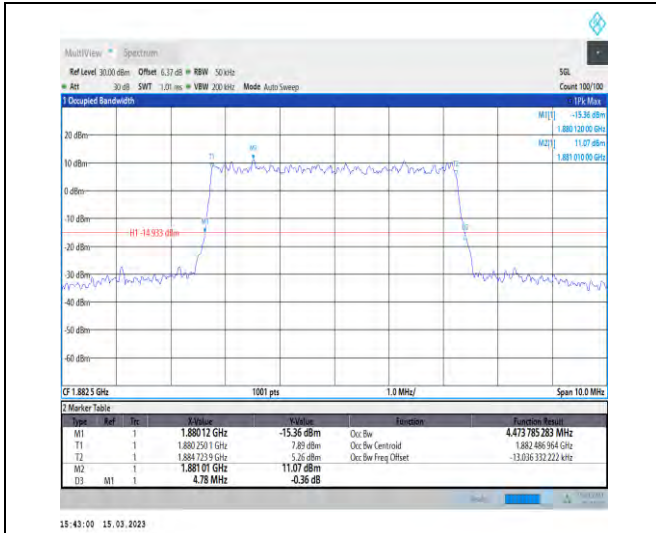 MultiView Spectrum
Ref Level 30.00 dBm Offset 6.37 dB RBW 50 kHz SGL
Att 30 dB SWT 1.01 ms VBW 200 kHz Mode Auto Sweep Count 100/100
1 Occupied Bandwidth 1Pk Max
M1[1] -15.36 dBm
1.880 120 00 GHz
M2[1] 11.07 dBm
1.881 010 00 GHz
20 dBm
M2
T1
T2
10 dBm
0 dBm
-10 dBm
M1
H1 -14.933 dBm
-20 dBm
-30 dBm
-40 dBm
-50 dBm
-60 dBm
CF 1.882 5 GHz 1001 pts 1.0 MHz/ Span 10.0 MHz
2 Marker Table
Type Ref Trc X-Value Y-Value Function Function Result
M1 1 1.880 12 GHz -15.36 dBm Occ Bw 4.473 785 283 MHz
T1 1 1.880 250 1 GHz 7.89 dBm Occ Bw Centroid 1.882 486 964 GHz
T2 1 1.884 723 9 GHz 5.26 dBm Occ Bw Freq Offset -13.036 332 222 kHz
M2 1 1.881 01 GHz 11.07 dBm
D3 M1 1 4.78 MHz -0.36 dB
15:43:00 15.03.2023